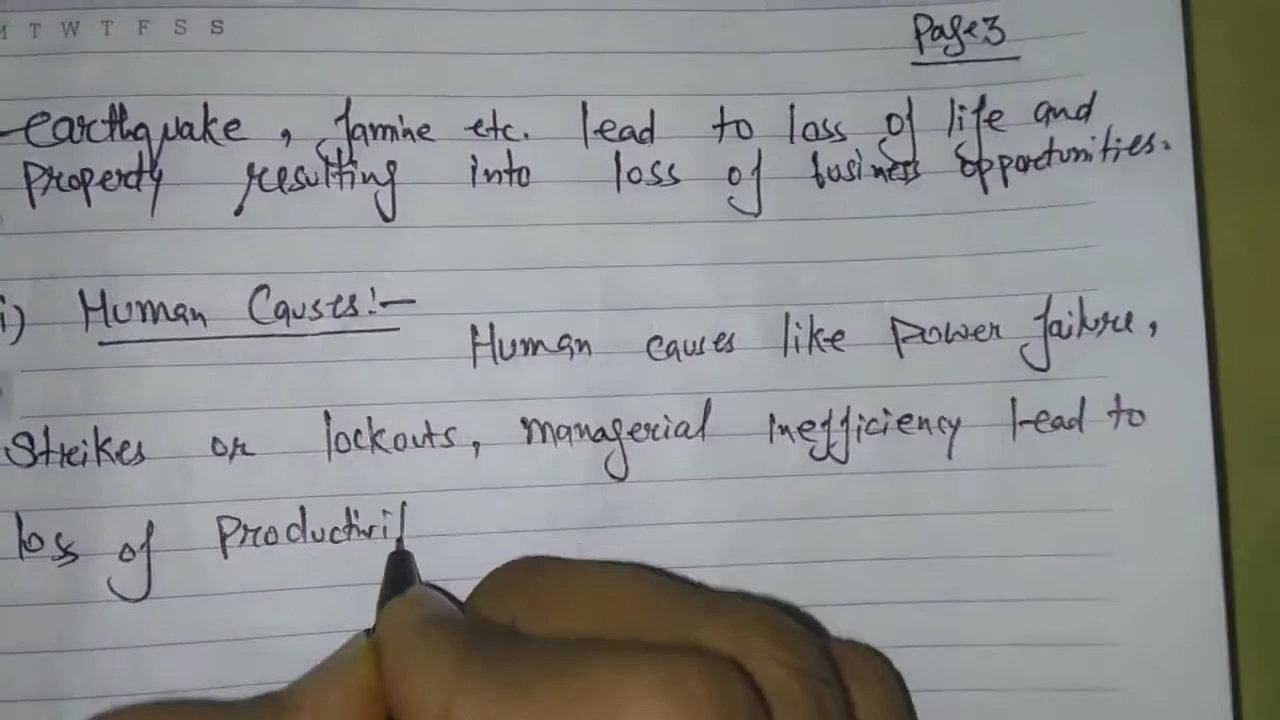 T W T F S S
Page 3
earthquake, famine etc. lead to loss of life and
property resulting into loss of business opportunities.
i) Human Causes:-
Human causes like power failure,
Strikes or lockouts, managerial inefficiency lead to
loss of